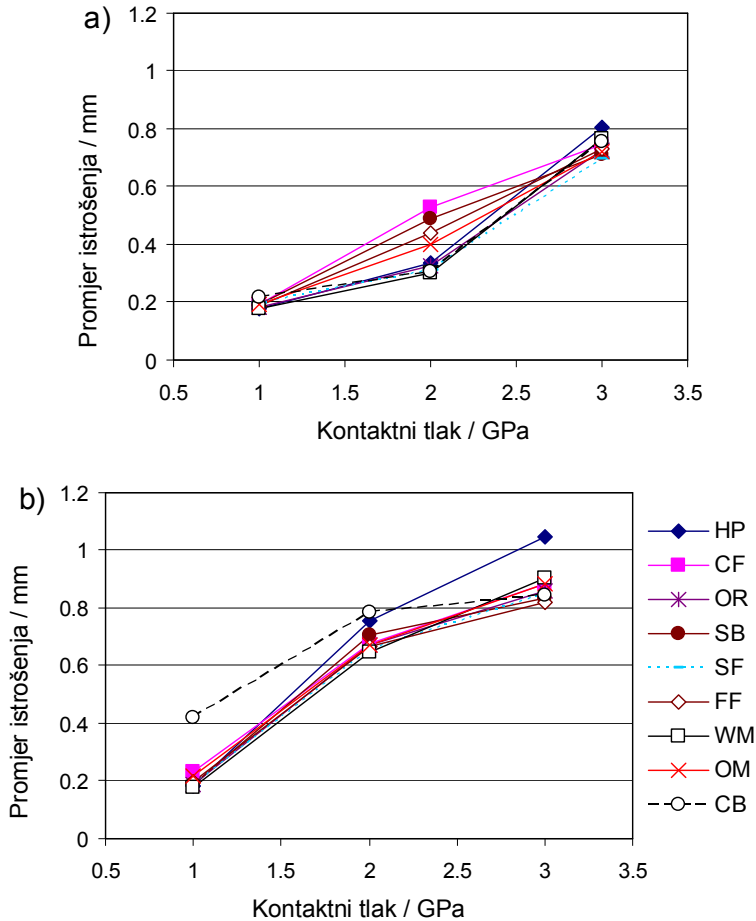 a)
1.2
1
0.8
0.6
0.4
0.2
0
Promjer istrošenja / mm
0.5 1 1.5 2 2.5 3 3.5
Kontaktni tlak / GPa
b)
1.2
1
0.8
0.6
0.4
0.2
0
Promjer istrošenja / mm
0.5 1 1.5 2 2.5 3 3.5
Kontaktni tlak / GPa
HP
CF
OR
SB
SF
FF
WM
OM
CB